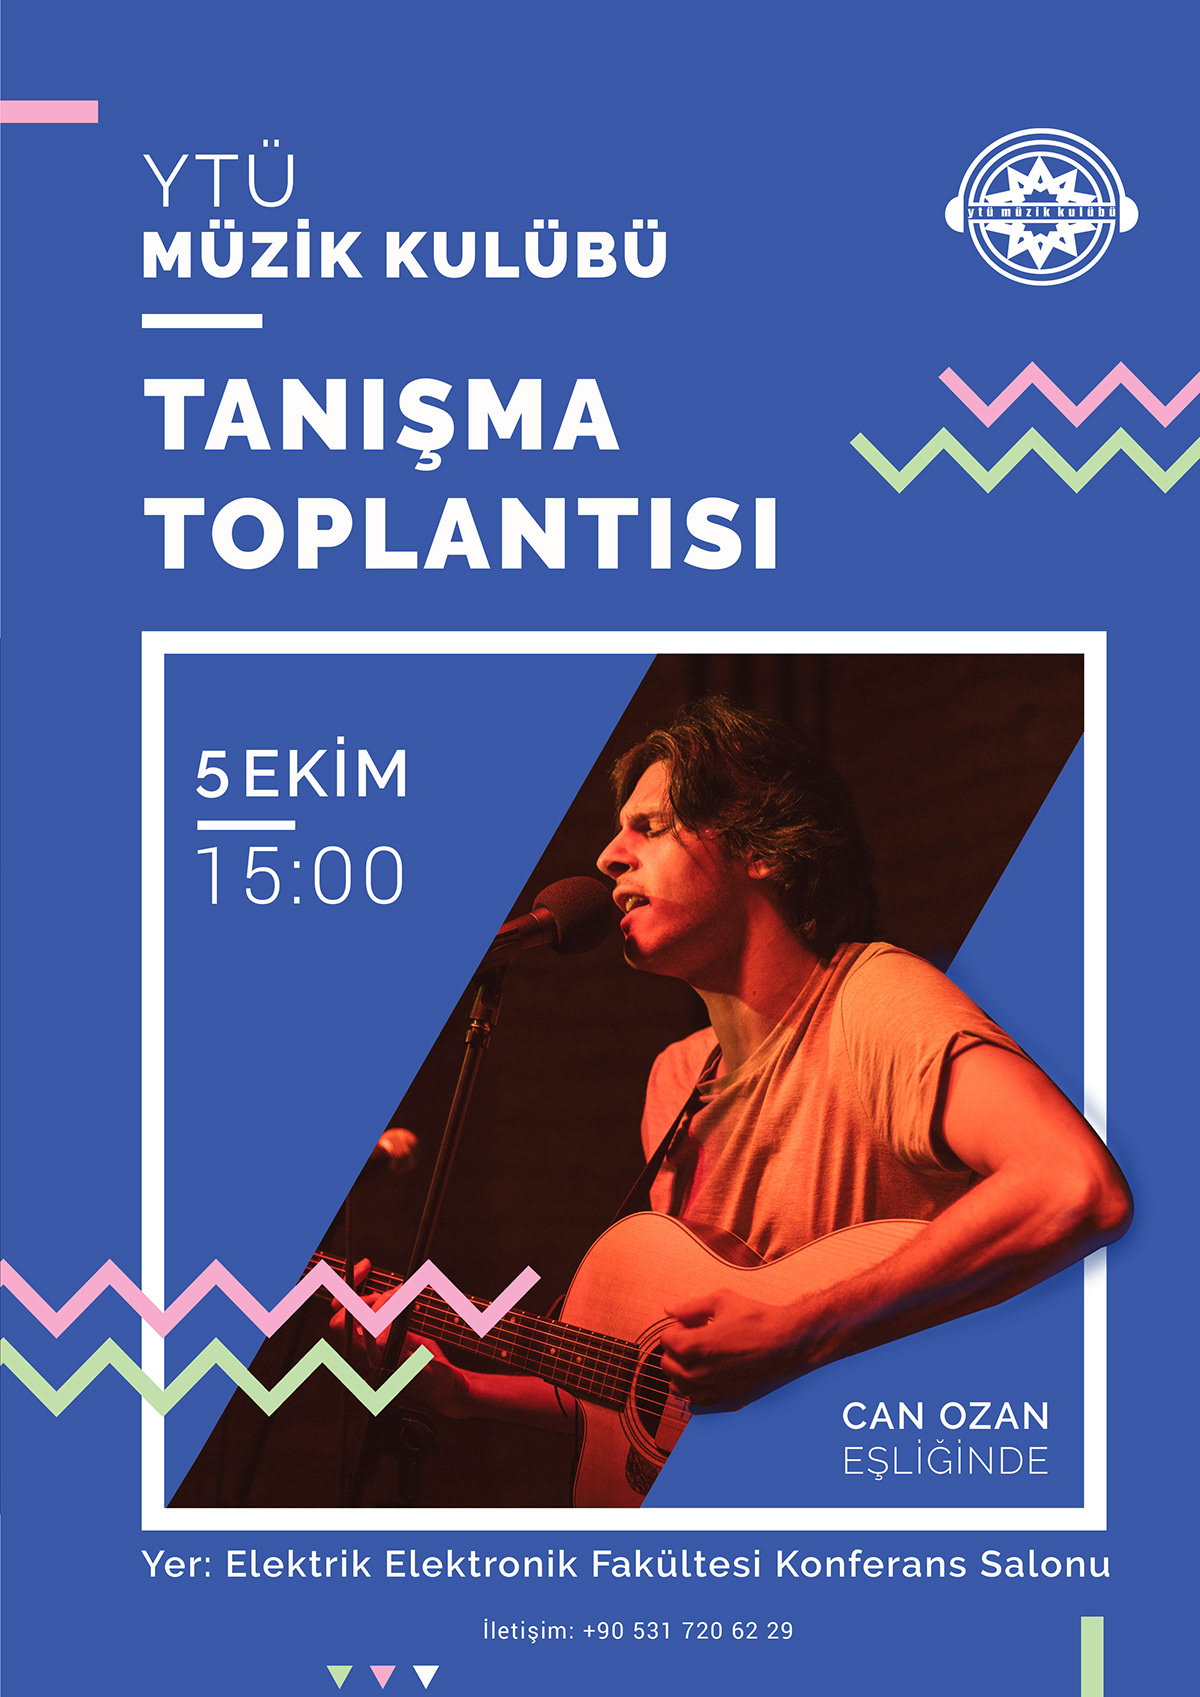 YTÜ
MÜZİK KULÜBÜ
ytü müzik kulübü
TANIŞMA
TOPLANTISI
5 EKİM
15:00
CAN OZAN
EŞLİĞİNDE
Yer: Elektrik Elektronik Fakültesi Konferans Salonu
İletişim: +90 531 720 62 29